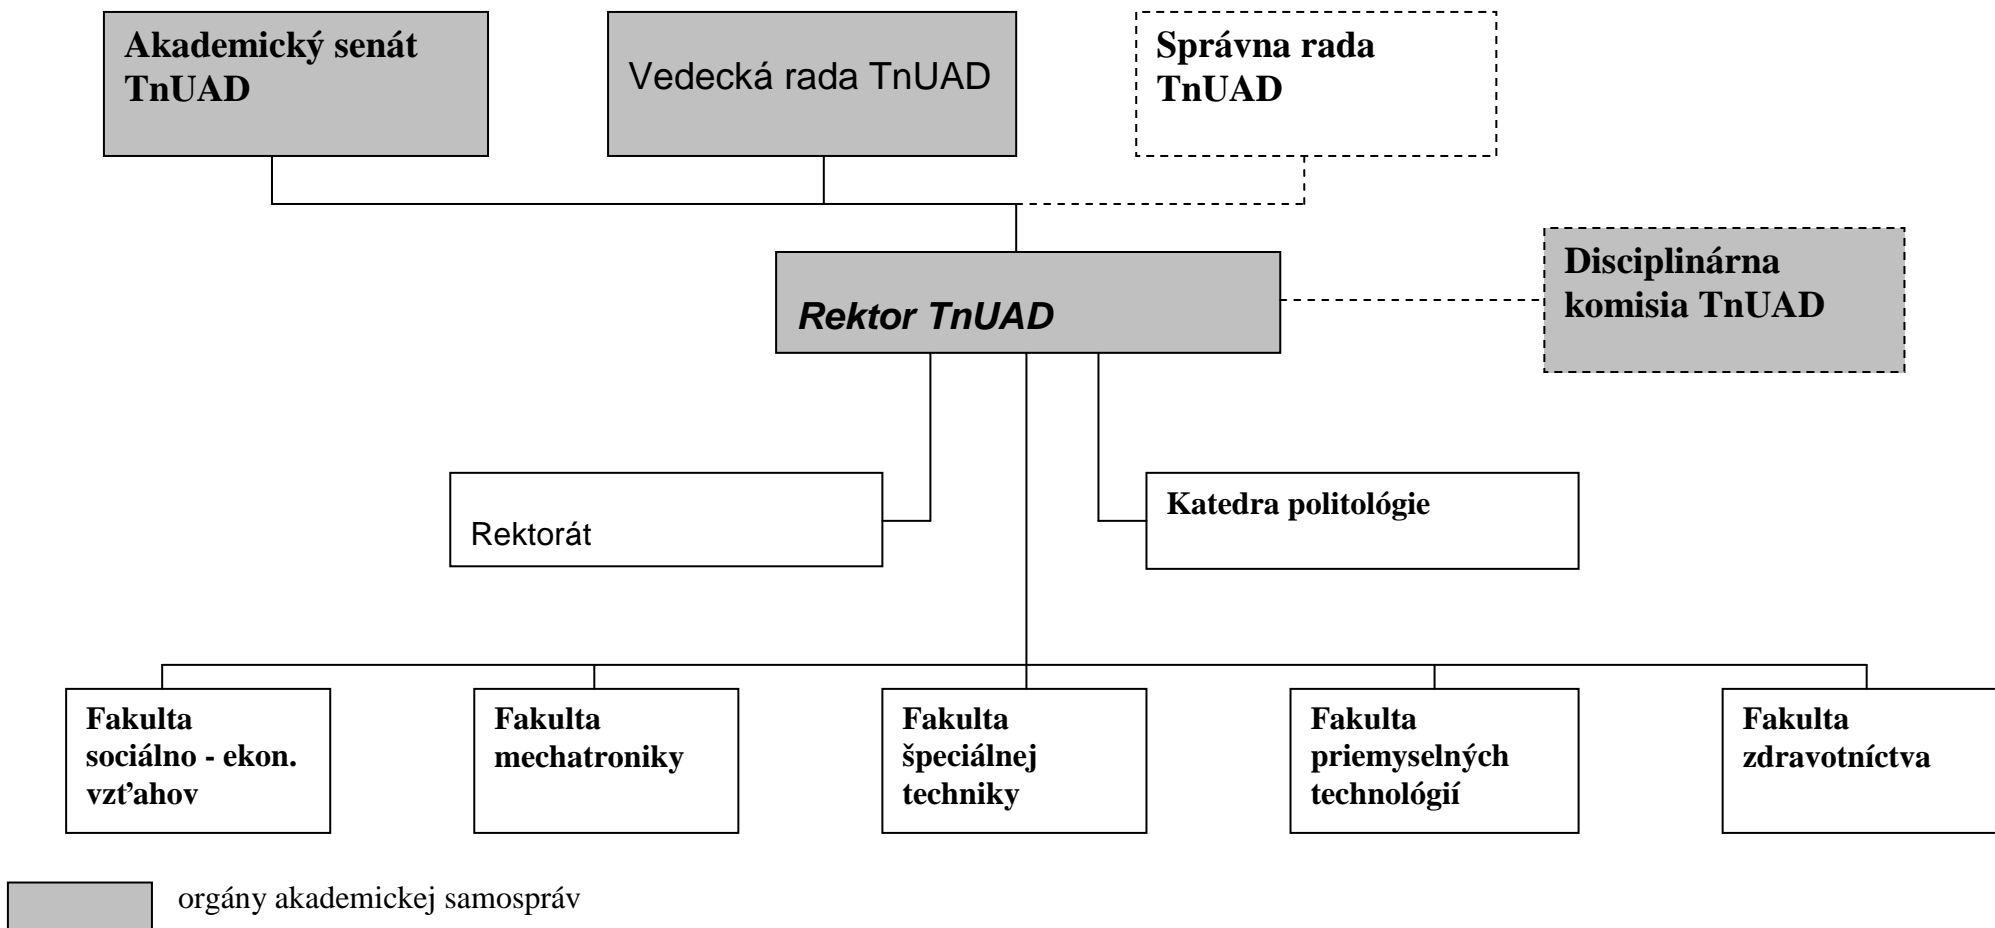 Akademický senát
TnUAD
Vedecká rada TnUAD
Správna rada
TnUAD
Disciplinárna
komisia TnUAD
Rektor TnUAD
Rektorát
Katedra politológie
Fakulta
sociálno - ekon.
vzťahov
Fakulta
mechatroniky
Fakulta
špeciálnej
techniky
Fakulta
priemyselných
technológií
Fakulta
zdravotníctva
orgány akademickej samospráv